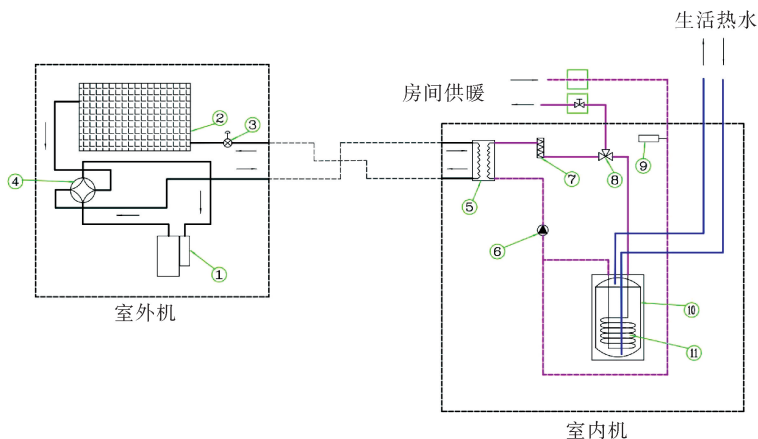 生活热水
房间供暖
②
③
④
⑤
⑦
⑧
⑨
⑥
①
⑩
⑪
室外机
室内机